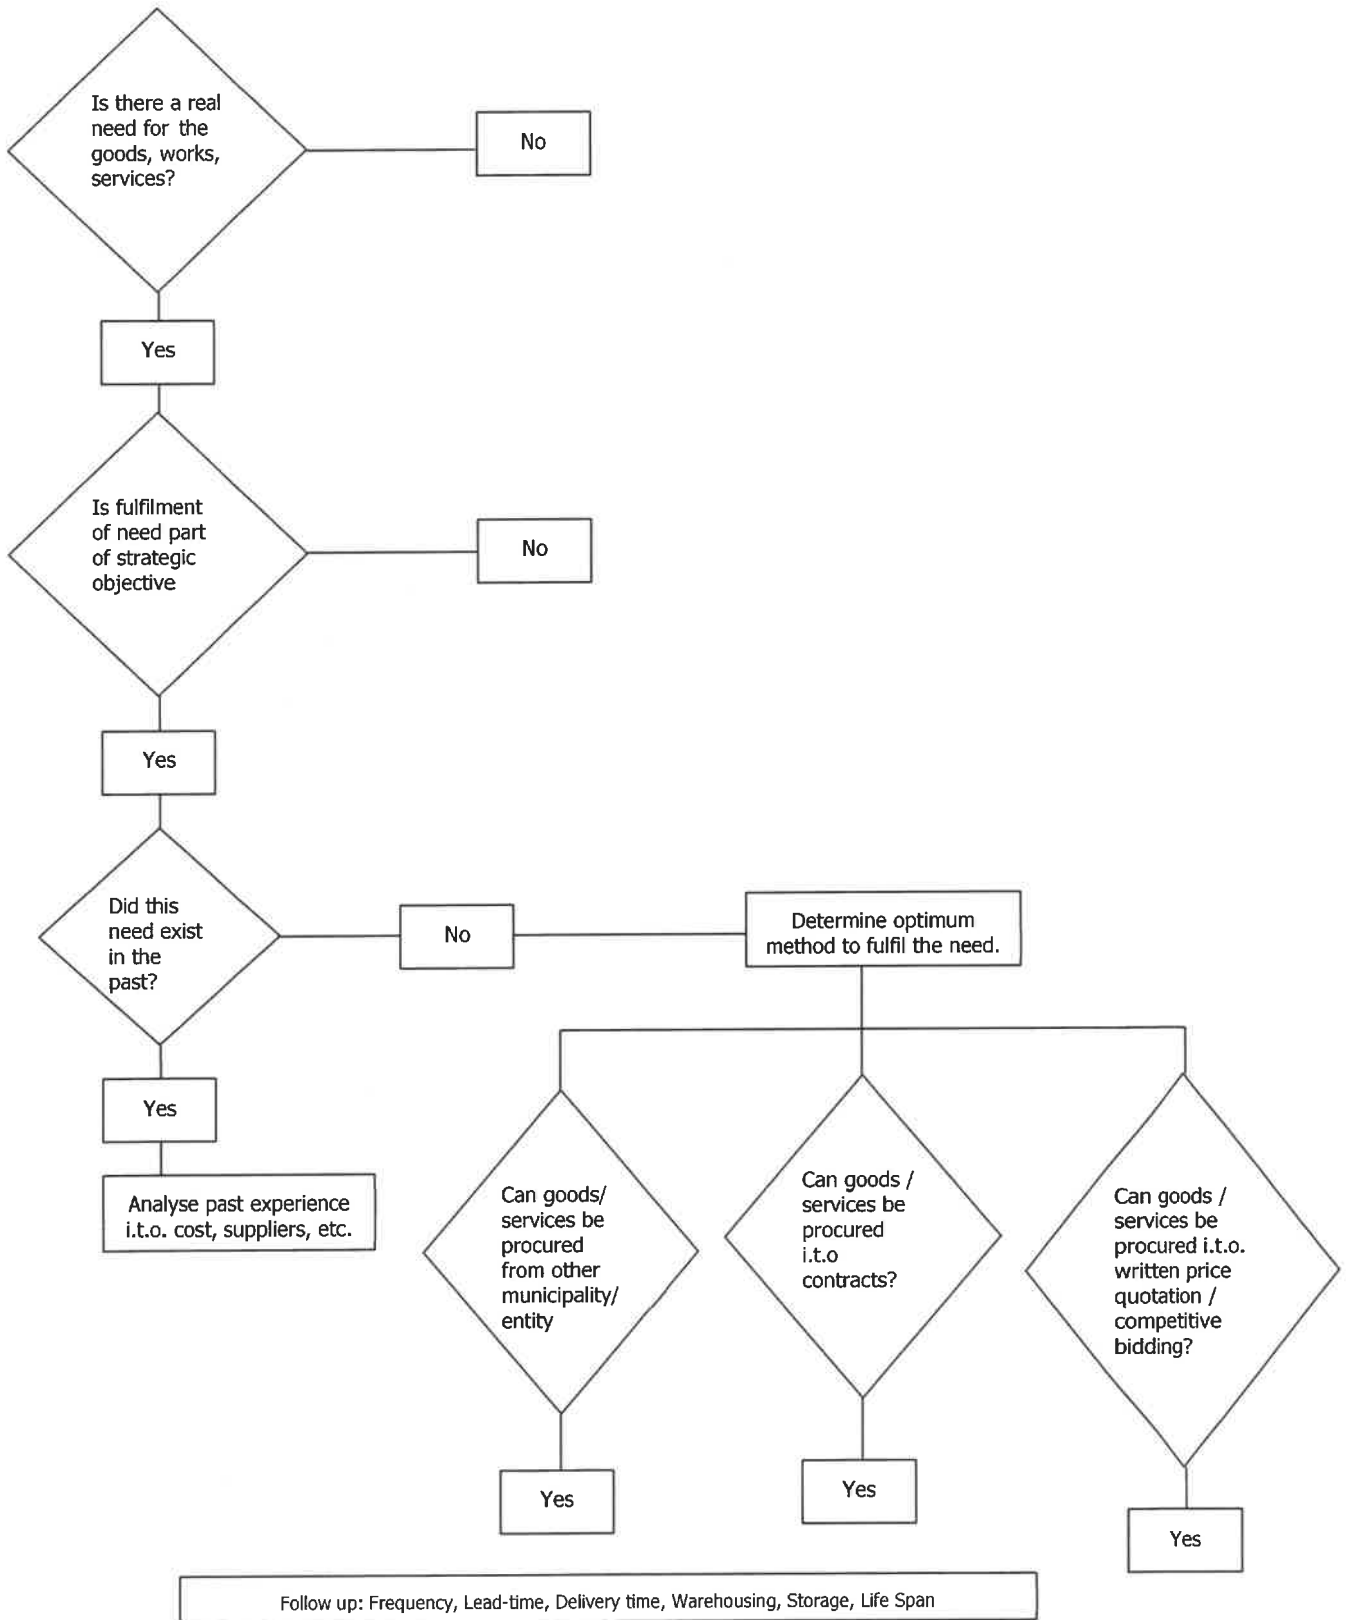 Is there a real
need for the
goods, works,
services?
No
Yes
Is fulfilment
of need part
of strategic
objective
No
Yes
Did this
need exist
in the
past?
No
Determine optimum
method to fulfil the need.
Yes
Analyse past experience
i.t.o. cost, suppliers, etc.
Can goods/
services be
procured
from other
municipality/
entity
Can goods /
services be
procured
i.t.o
contracts?
Can goods /
services be
procured i.t.o.
written price
quotation /
competitive
bidding?
Yes
Yes
Yes
Follow up: Frequency, Lead-time, Delivery time, Warehousing, Storage, Life Span